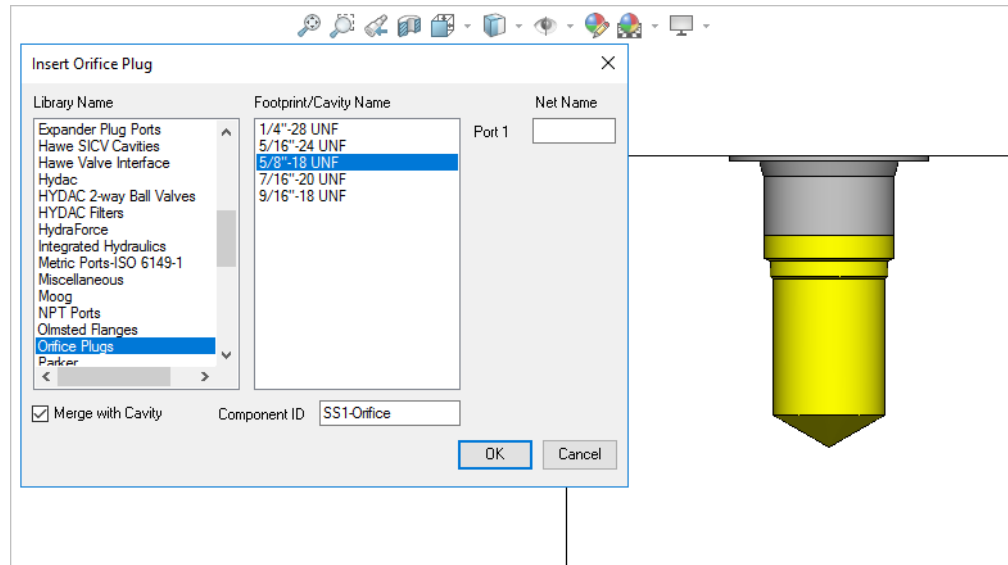 Insert Orifice Plug
Library Name
Footprint/Cavity Name
Net Name
Expander Plug Ports
Hawe SICV Cavities
Hawe Valve Interface
Hydac
HYDAC 2-way Ball Valves
HYDAC Filters
HydraForce
Integrated Hydraulics
Metric Ports-ISO 6149-1
Miscellaneous
Moog
NPT Ports
Olmsted Flanges
Orifice Plugs
Parker
1/4"-28 UNF
5/16"-24 UNF
5/8"-18 UNF
7/16"-20 UNF
9/16"-18 UNF
Port 1
Merge with Cavity
Component ID
SS1-Orifice
OK
Cancel